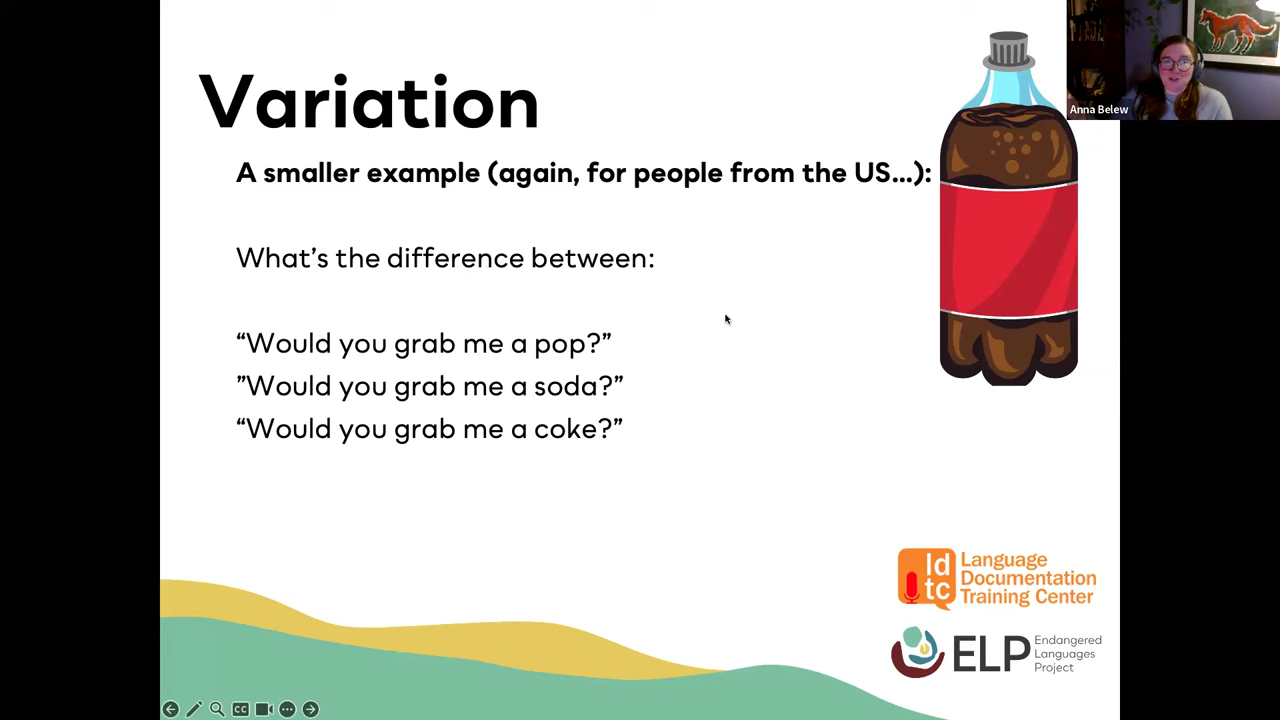 Variation
A smaller example (again, for people from the US...):
What's the difference between:
“Would you grab me a pop?”
”Would you grab me a soda?”
“Would you grab me a coke?”
Anna Belew
ld
tc
Language
Documentation
Training Center
ELP
Endangered
Languages
Project
CC